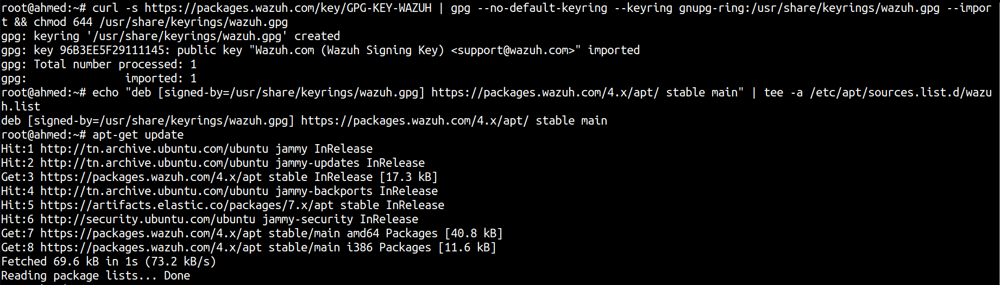 root@ahmed:~# curl -s https://packages.wazuh.com/key/GPG-KEY-WAZUH | gpg --no-default-keyring --keyring gnupg-ring:/usr/share/keyrings/wazuh.gpg --impor
t && chmod 644 /usr/share/keyrings/wazuh.gpg
gpg: keyring '/usr/share/keyrings/wazuh.gpg' created
gpg: key 96B3EE5F29111145: public key "Wazuh.com (Wazuh Signing Key) <support@wazuh.com>" imported
gpg: Total number processed: 1
gpg:               imported: 1
root@ahmed:~# echo "deb [signed-by=/usr/share/keyrings/wazuh.gpg] https://packages.wazuh.com/4.x/apt/ stable main" | tee -a /etc/apt/sources.list.d/wazu
h.list
deb [signed-by=/usr/share/keyrings/wazuh.gpg] https://packages.wazuh.com/4.x/apt/ stable main
root@ahmed:~# apt-get update
Hit:1 http://tn.archive.ubuntu.com/ubuntu jammy InRelease
Hit:2 http://tn.archive.ubuntu.com/ubuntu jammy-updates InRelease
Get:3 https://packages.wazuh.com/4.x/apt stable InRelease [17.3 kB]
Hit:4 http://tn.archive.ubuntu.com/ubuntu jammy-backports InRelease
Hit:5 https://artifacts.elastic.co/packages/7.x/apt stable InRelease
Hit:6 http://security.ubuntu.com/ubuntu jammy-security InRelease
Get:7 https://packages.wazuh.com/4.x/apt stable/main amd64 Packages [40.8 kB]
Get:8 https://packages.wazuh.com/4.x/apt stable/main i386 Packages [11.6 kB]
Fetched 69.6 kB in 1s (73.2 kB/s)
Reading package lists... Done